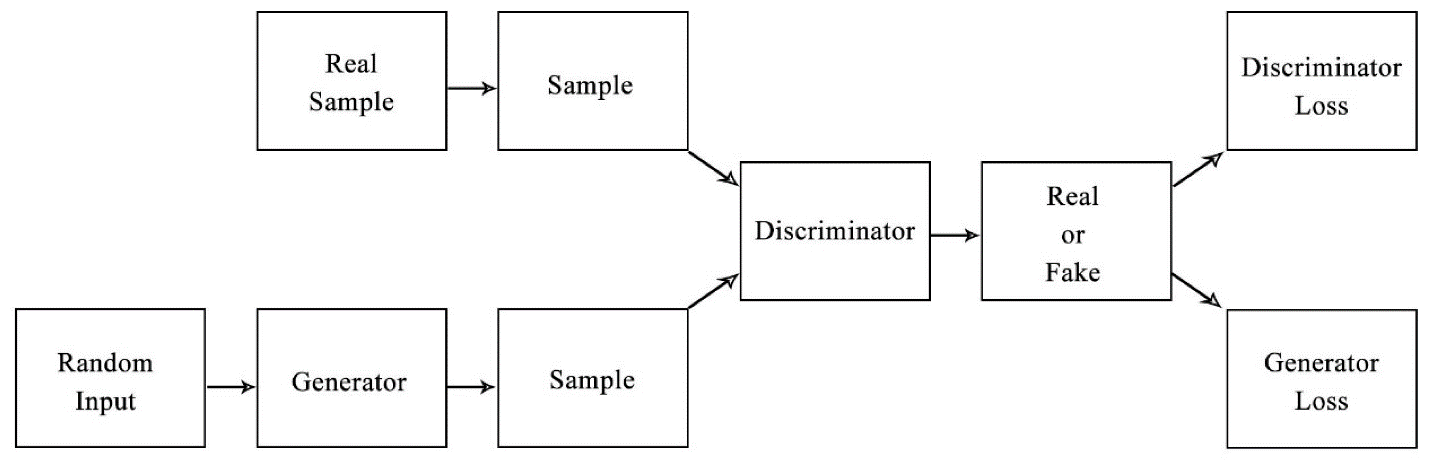 Real
Sample
Sample
Discriminator
Loss
Discriminator
Real
or
Fake
Random
Input
Generator
Sample
Generator
Loss